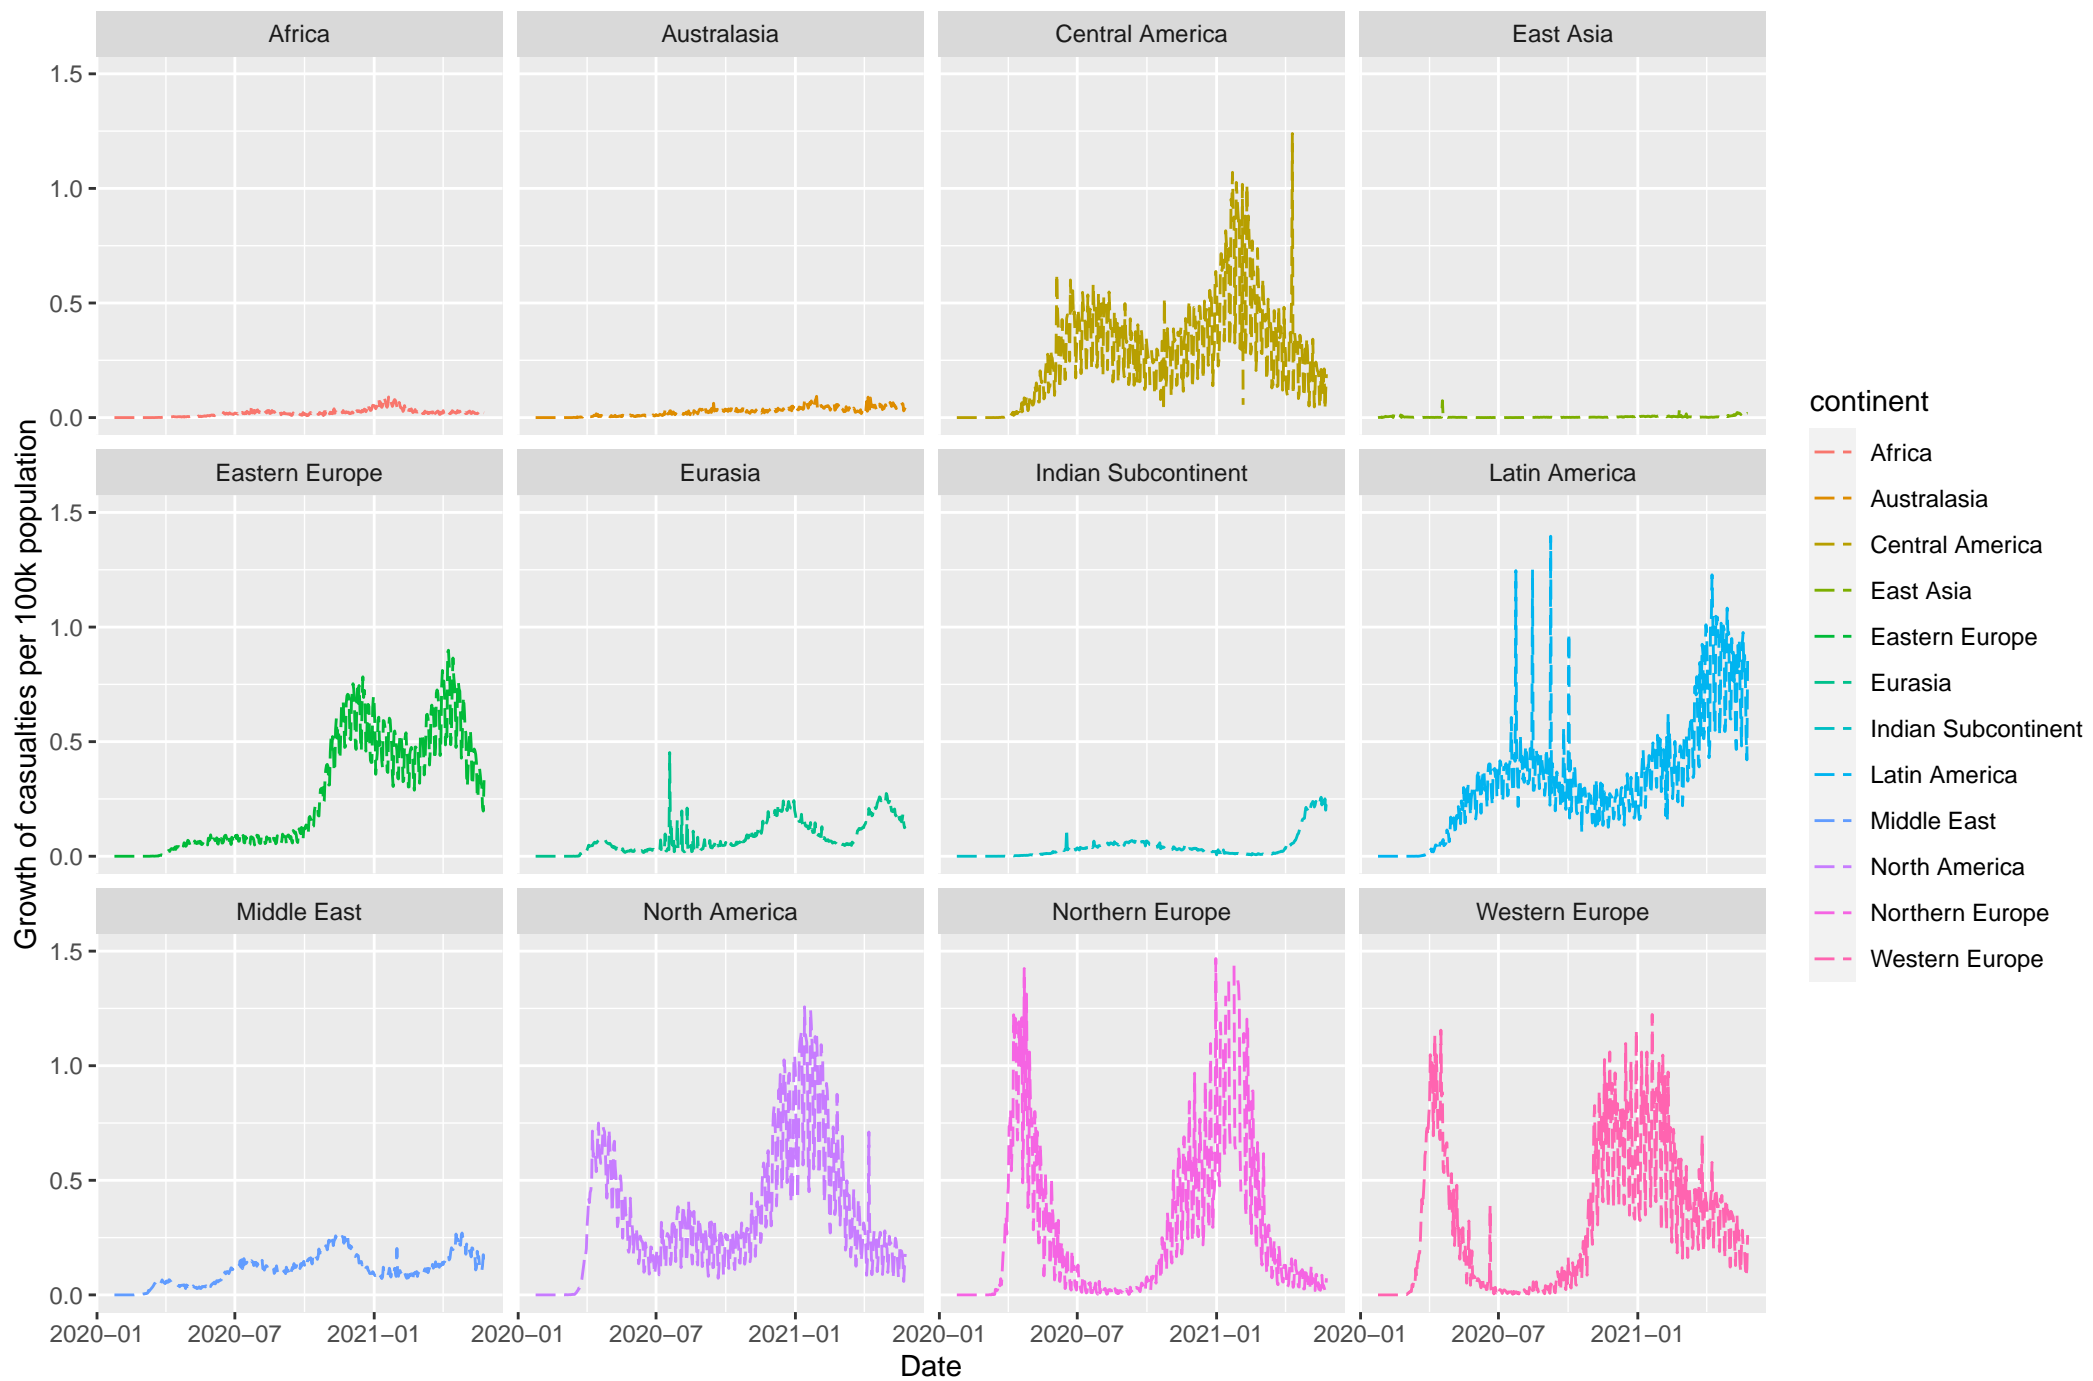 Africa
Australasia
Central America
East Asia
1.5
1.0
0.5
0.0
Eastern Europe
Eurasia
Indian Subcontinent
Latin America
1.5
1.0
0.5
0.0
Middle East
North America
Northern Europe
Western Europe
1.5
1.0
0.5
0.0
2020−01 2020−07 2021−01
2020−01 2020−07 2021−01
2020−01 2020−07 2021−01
2020−01 2020−07 2021−01
Date
Growth of casualties per 100k population
continent
Africa
Australasia
Central America
East Asia
Eastern Europe
Eurasia
Indian Subcontinent
Latin America
Middle East
North America
Northern Europe
Western Europe